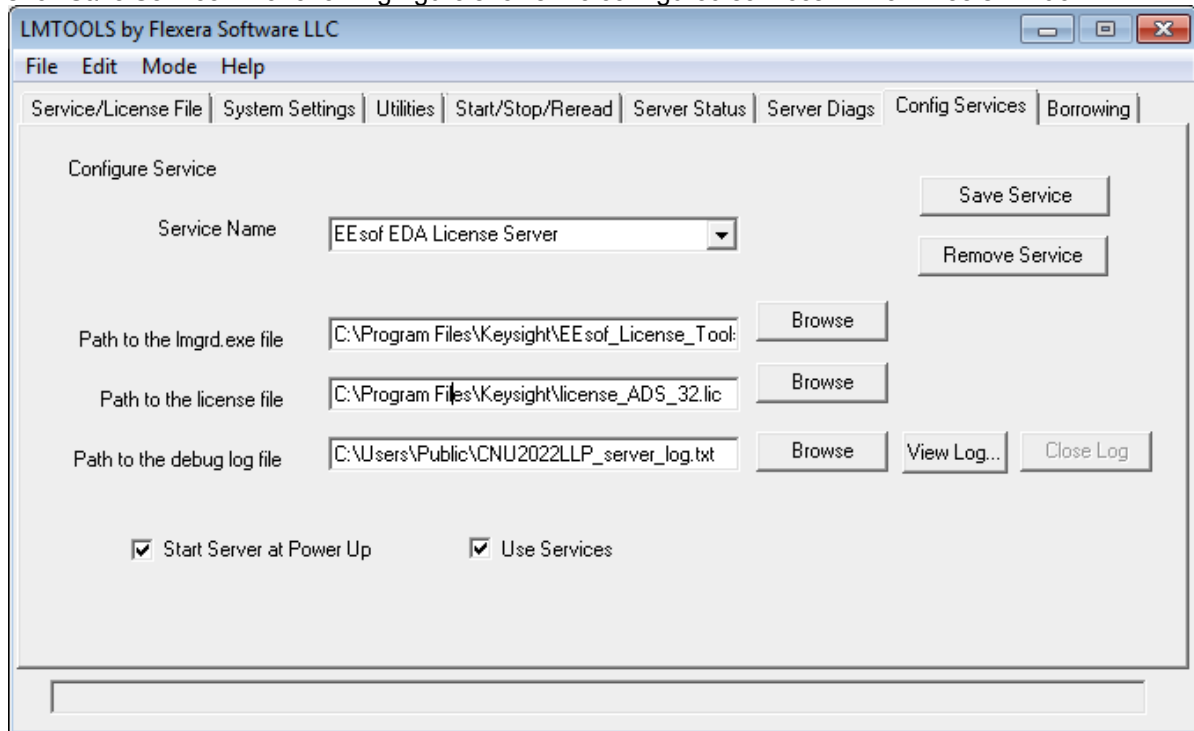 LMTOOLS by Flexera Software LLC
File Edit Mode Help
Service/License File System Settings Utilities Start/Stop/Reread Server Status Server Diags Config Services Borrowing
Configure Service
Save Service
Service Name EEsof EDA License Server
Remove Service
Path to the lmgrd.exe file C:\Program Files\Keysight\EEsof_License_Tool Browse
Path to the license file C:\Program Files\Keysight\license_ADS_32.lic Browse
Path to the debug log file C:\Users\Public\CNU2022LLP_server_log.txt Browse View Log... Close Log
Start Server at Power Up Use Services